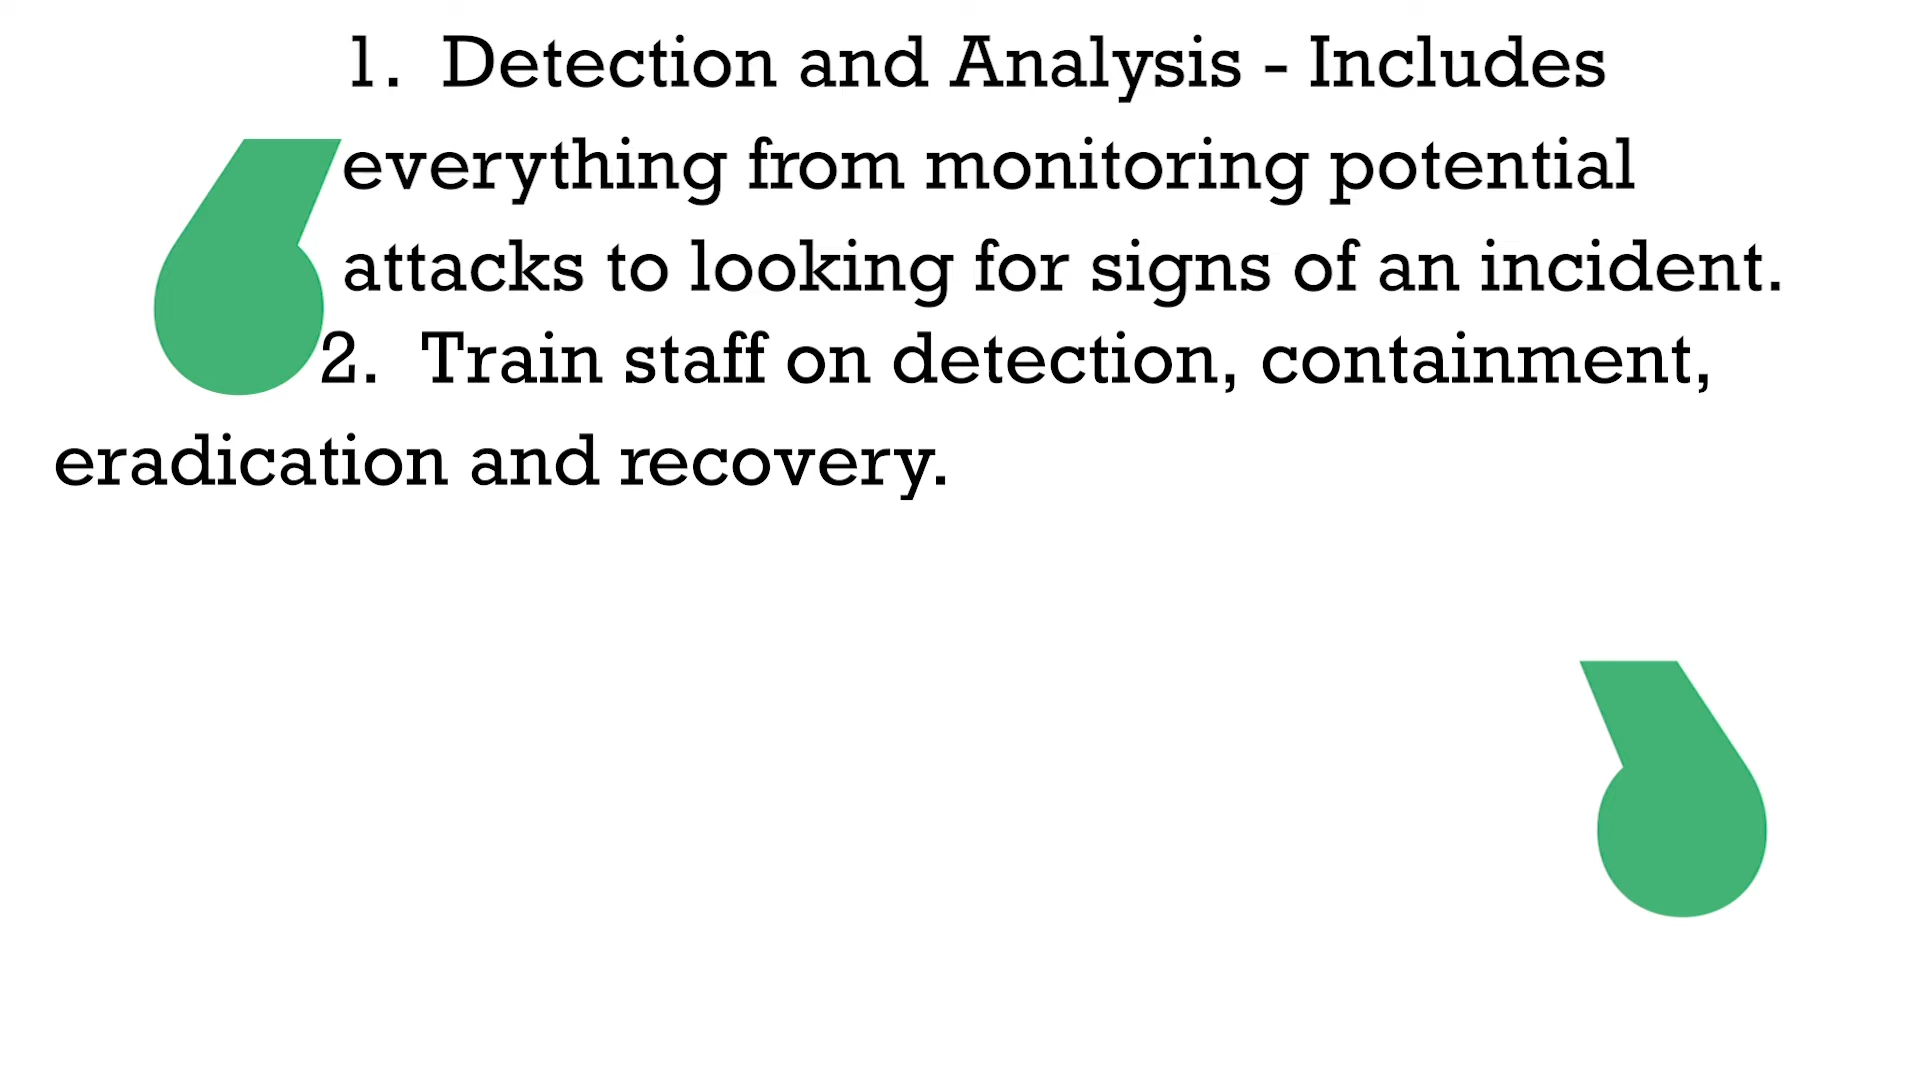 1. Detection and Analysis - Includes
everything from monitoring potential
attacks to looking for signs of an incident.
2. Train staff on detection, containment,
eradication and recovery.